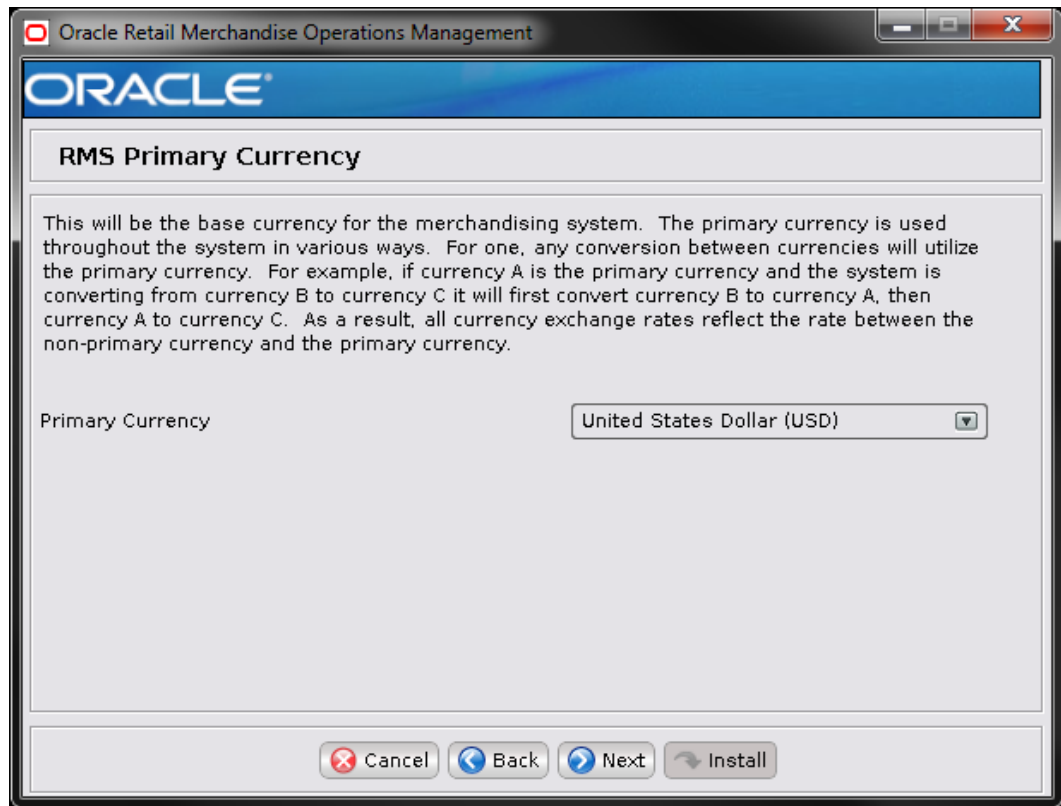 Oracle Retail Merchandise Operations Management
ORACLE®
RMS Primary Currency
This will be the base currency for the merchandising system. The primary currency is used
throughout the system in various ways. For one, any conversion between currencies will utilize
the primary currency. For example, if currency A is the primary currency and the system is
converting from currency B to currency C it will first convert currency B to currency A, then
currency A to currency C. As a result, all currency exchange rates reflect the rate between the
non-primary currency and the primary currency.
Primary Currency United States Dollar (USD)
Cancel Back Next Install